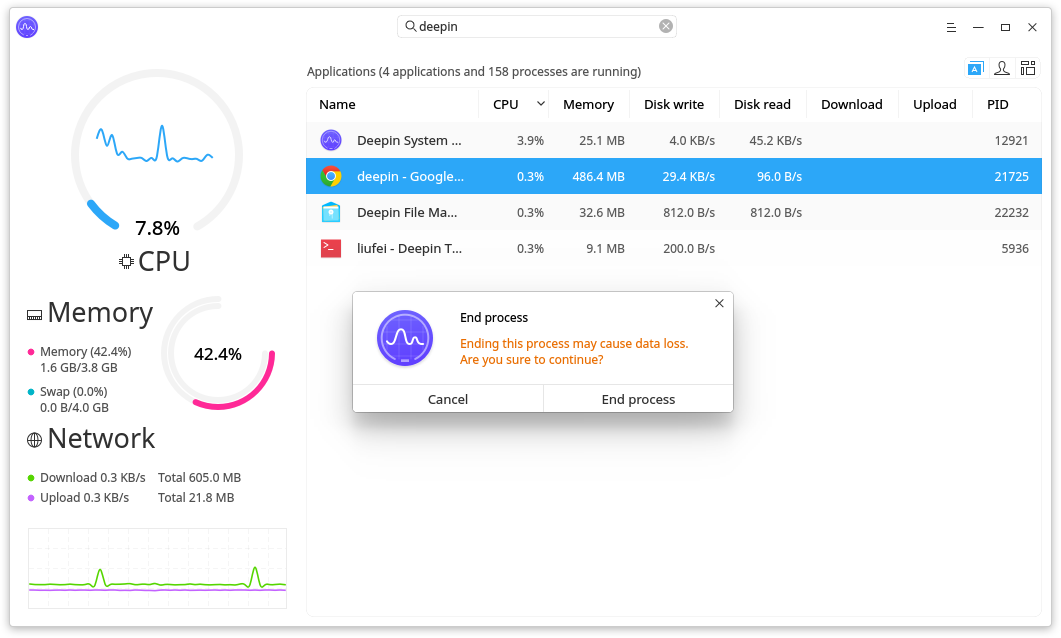 deepin
Applications (4 applications and 158 processes are running)
A
Name CPU Memory Disk write Disk read Download Upload PID
Deepin System ... 3.9% 25.1 MB 4.0 KB/s 45.2 KB/s 12921
deepin - Google... 0.3% 486.4 MB 29.4 KB/s 96.0 B/s 21725
Deepin File Ma... 0.3% 32.6 MB 812.0 B/s 812.0 B/s 22232
>_ liufei - Deepin T... 0.3% 9.1 MB 200.0 B/s 5936
7.8%
CPU
Memory
42.4%
Memory (42.4%)
1.6 GB/3.8 GB
Swap (0.0%)
0.0 B/4.0 GB
Network
Download 0.3 KB/s Total 605.0 MB
Upload 0.3 KB/s Total 21.8 MB
End process
Ending this process may cause data loss.
Are you sure to continue?
Cancel End process